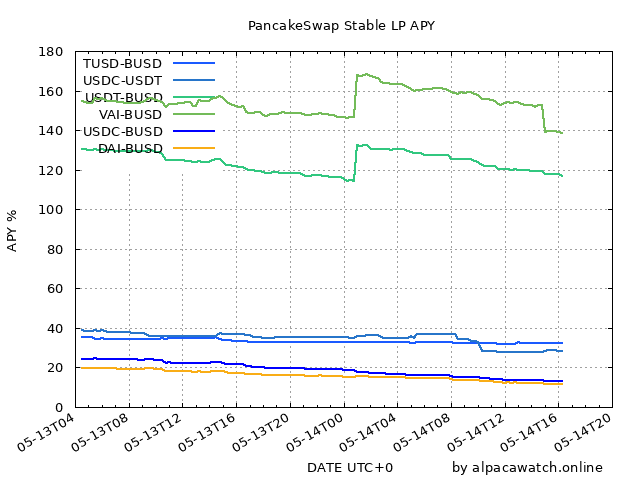 PancakeSwap Stable LP APY
180
160
140
120
100
80
60
40
20
0
APY %
TUSD-BUSD
USDC-USDT
USDT-BUSD
VAI-BUSD
USDC-BUSD
DAI-BUSD
05-13T04
05-13T08
05-13T12
05-13T16
05-13T20
05-14T00
05-14T04
05-14T08
05-14T12
05-14T16
05-14T20
DATE UTC+0
by alpacawatch.online